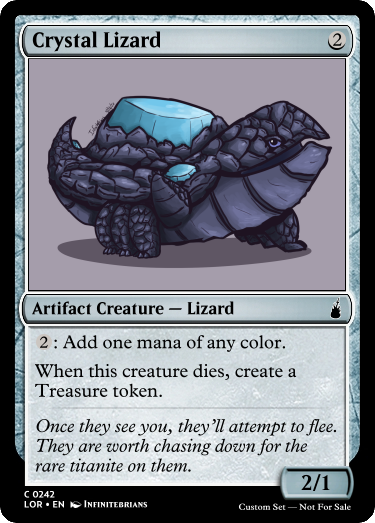 Crystal Lizard 2
Artifact Creature — Lizard
2: Add one mana of any color.
When this creature dies, create a
Treasure token.
Once they see you, they'll attempt to flee.
They are worth chasing down for the
rare titanite on them.
2/1
C 0242
LOR • EN INFINITEBRIANS
Custom Set — Not For Sale